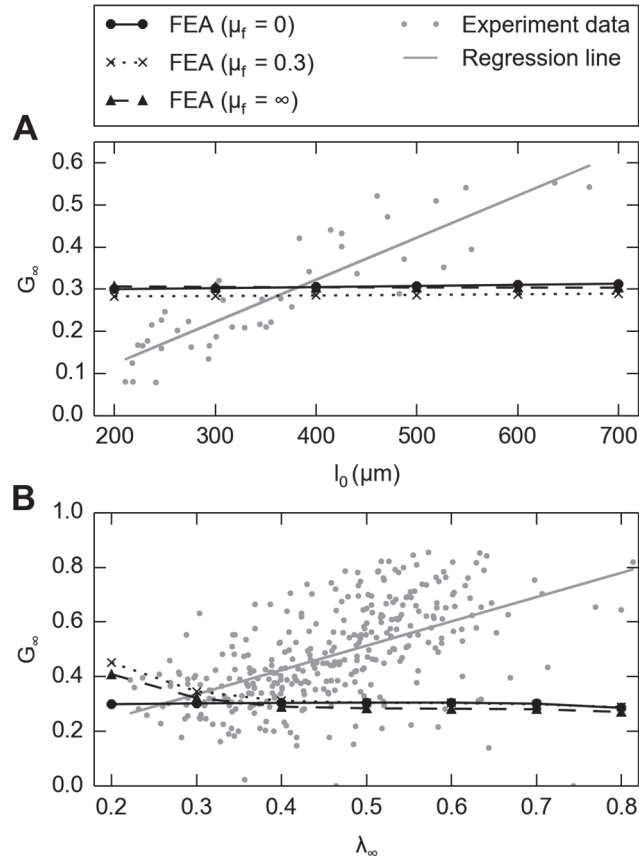 FEA (μf = 0)
FEA (μf = 0.3)
FEA (μf = ∞)
Experiment data
Regression line
A
0.6
0.5
0.4
0.3
0.2
0.1
0.0
G∞
200 300 400 500 600 700
l0 (μm)
B
1.0
0.8
0.6
0.4
0.2
0.0
G∞
0.2 0.3 0.4 0.5 0.6 0.7 0.8
λ∞